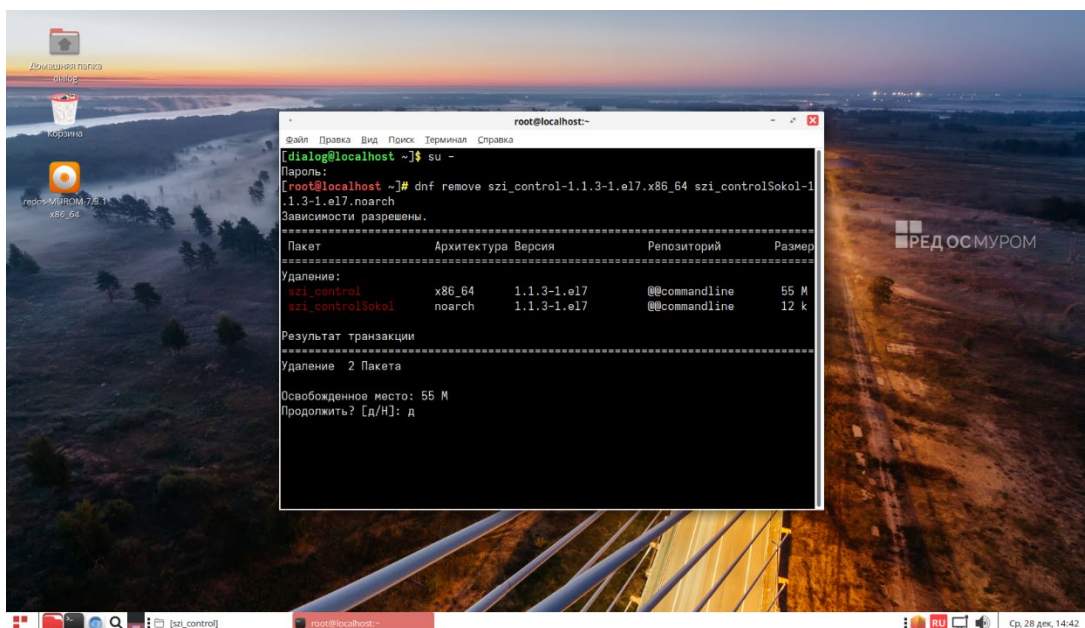 Домашняя папка
dialog
Корзина
redos-MUROM-7.3.1
x86_64
root@localhost:~
Файл Правка Вид Поиск Терминал Справка
[dialog@localhost ~]$ su -
Пароль:
[root@localhost ~]# dnf remove szi_control-1.1.3-1.el7.x86_64 szi_controlSokol-1
.1.3-1.el7.noarch
Зависимости разрешены.
Пакет Архитектура Версия Репозиторий Размер
Удаление:
szi_control x86_64 1.1.3-1.el7 @@commandline 55 M
szi_controlSokol noarch 1.1.3-1.el7 @@commandline 12 k
Результат транзакции
Удаление 2 Пакета
Освобожденное место: 55 M
Продолжить? [д/Н]: д
РЕД ОС МУРОМ
[szi_control]
root@localhost:~
RU
Ср, 28 дек, 14:42